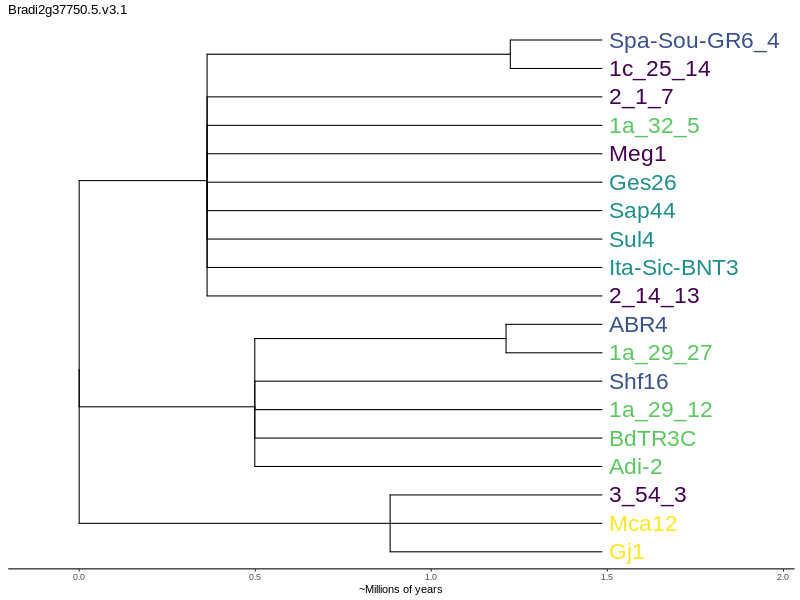 Bradi2g37750.5.v3.1
Spa-Sou-GR6_4
1c_25_14
2_1_7
1a_32_5
Meg1
Ges26
Sap44
Sul4
Ita-Sic-BNT3
2_14_13
ABR4
1a_29_27
Shf16
1a_29_12
BdTR3C
Adi-2
3_54_3
Mca12
Gj1
0.0 0.5 1.0 1.5 2.0
~Millions of years